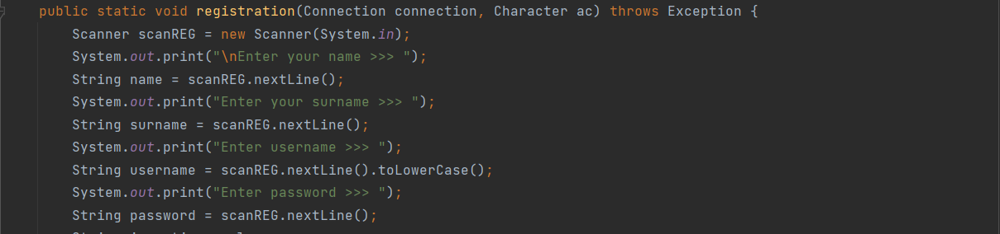 public static void registration(Connection connection, Character ac) throws Exception {
Scanner scanREG = new Scanner(System.in);
System.out.print("\nEnter your name >>> ");
String name = scanREG.nextLine();
System.out.print("Enter your surname >>> ");
String surname = scanREG.nextLine();
System.out.print("Enter username >>> ");
String username = scanREG.nextLine().toLowerCase();
System.out.print("Enter password >>> ");
String password = scanREG.nextLine();